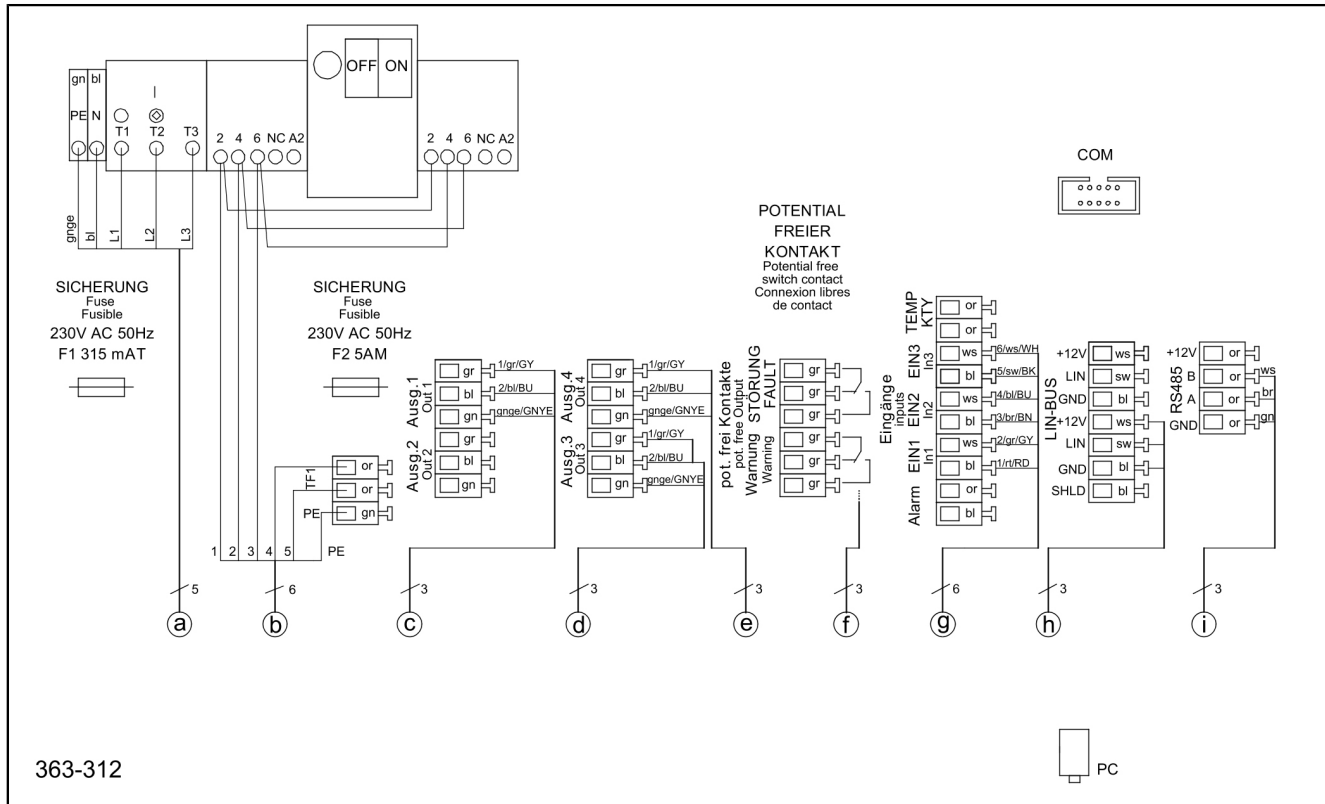 OFF ON
gn bl
PE N
T1 T2 T3
2 4 6 NC A2
2 4 6 NC A2
gnge bl L1 L2 L3
COM
SICHERUNG
Fuse
Fusible
230V AC 50Hz
F1 315 mAT
SICHERUNG
Fuse
Fusible
230V AC 50Hz
F2 5AM
POTENTIAL
FREIER
KONTAKT
Potential free
switch contact
Connexion libres
de contact
TF1
PE
or
or
gn
1 2 3 4 5 PE
Ausg.1
Out 1
Ausg.2
Out 2
gr 1/gr/GY
bl 2/bl/BU
gn gnge/GNYE
gr
bl
gn
Ausg.4
Out 4
Ausg.3
Out 3
gr 1/gr/GY
bl 2/bl/BU
gn gnge/GNYE
gr 1/gr/GY
bl 2/bl/BU
gn gnge/GNYE
pot. frei Kontakte
pot. free Output
STÖRUNG
FAULT
Warnung
Warning
gr
gr
gr
gr
gr
gr
Eingänge
inputs
TEMP
KTY
EIN3
In3
EIN2
In2
EIN1
In1
Alarm
or
or
ws 6/ws/WH
bl 5/sw/BK
ws 4/bl/BU
bl 3/br/BN
ws 2/gr/GY
bl 1/rt/RD
or
bl
LIN-BUS
+12V ws
LIN sw
GND bl
+12V ws
LIN sw
GND bl
SHLD bl
RS485
+12V or
B or ws
A or br
GND or gn
5 6 3 3 3 3 6 3 3
a b c d e f g h i
363-312
PC